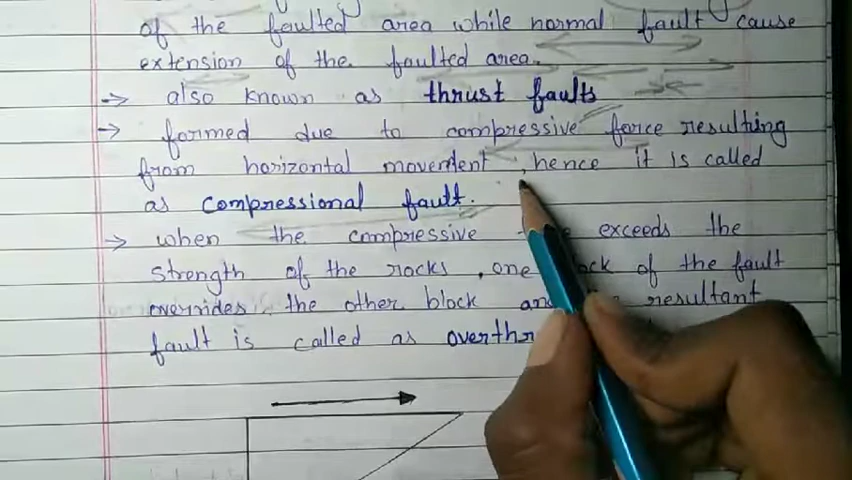 of the faulted area while normal fault cause
extension of the faulted area.
→ also known as thrust faults
→ formed due to compressive force resulting
from horizontal movement, hence it is called
as compressional fault.
→ when the compressive exceeds the
strength of the rocks, one of the fault
overrides the other block resultant
fault is called as